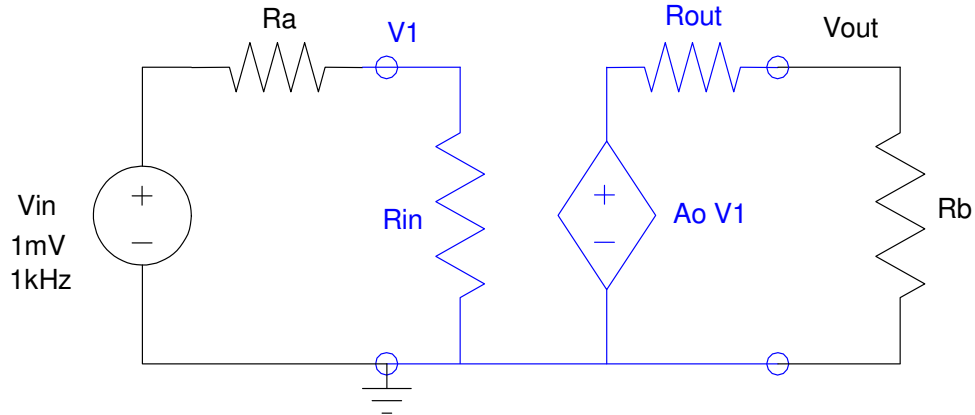 Ra
V1
Rout
Vout
Vin
1mV
1kHz
+
−
Rin
+
−
Ao V1
Rb